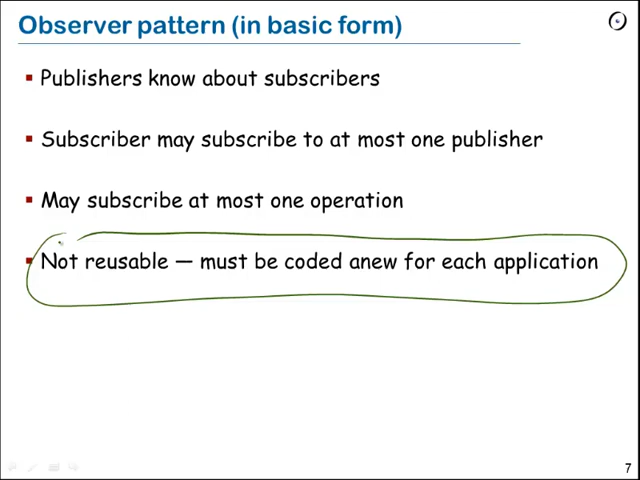 Observer pattern (in basic form)
▪ Publishers know about subscribers
▪ Subscriber may subscribe to at most one publisher
▪ May subscribe at most one operation
▪ Not reusable — must be coded anew for each application
7